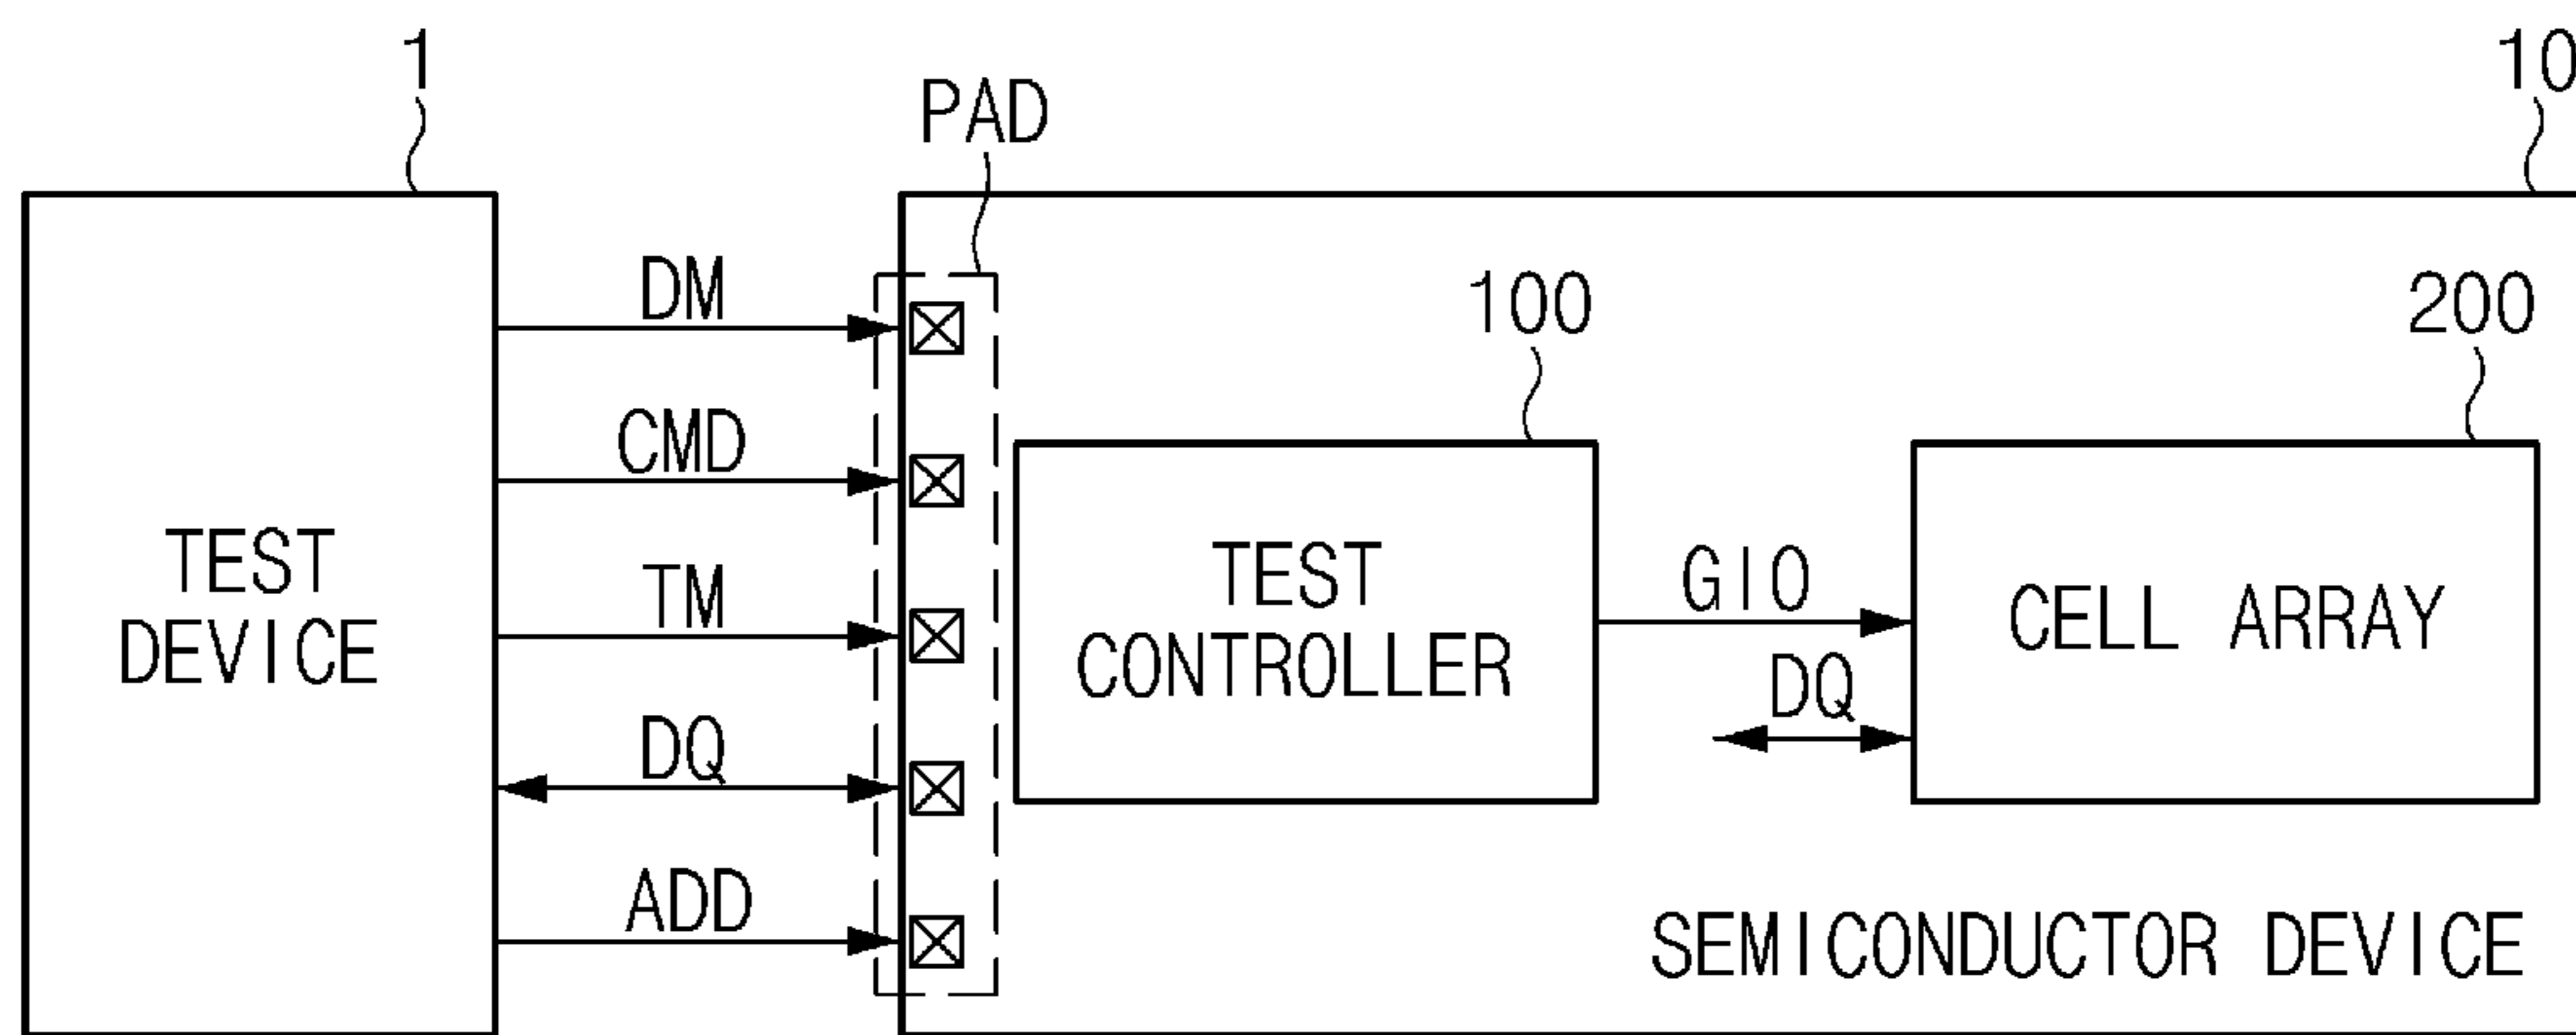 1
10
PAD
DM
100
200
CMD
TEST
DEVICE
TM
TEST
CONTROLLER
GIO
CELL ARRAY
DQ
DQ
ADD
SEMICONDUCTOR DEVICE